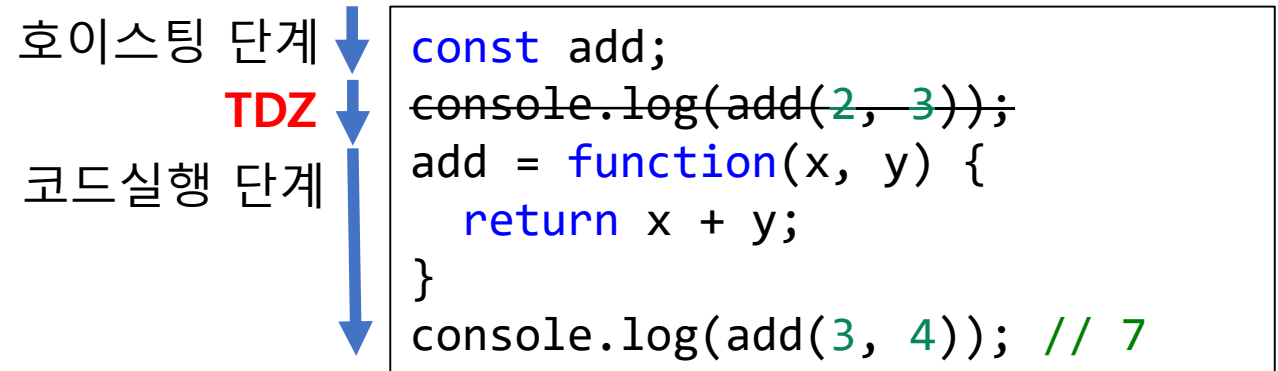 호이스팅 단계
TDZ
코드실행 단계
const add;
console.log(add(2, 3));
add = function(x, y) {
  return x + y;
}
console.log(add(3, 4)); // 7